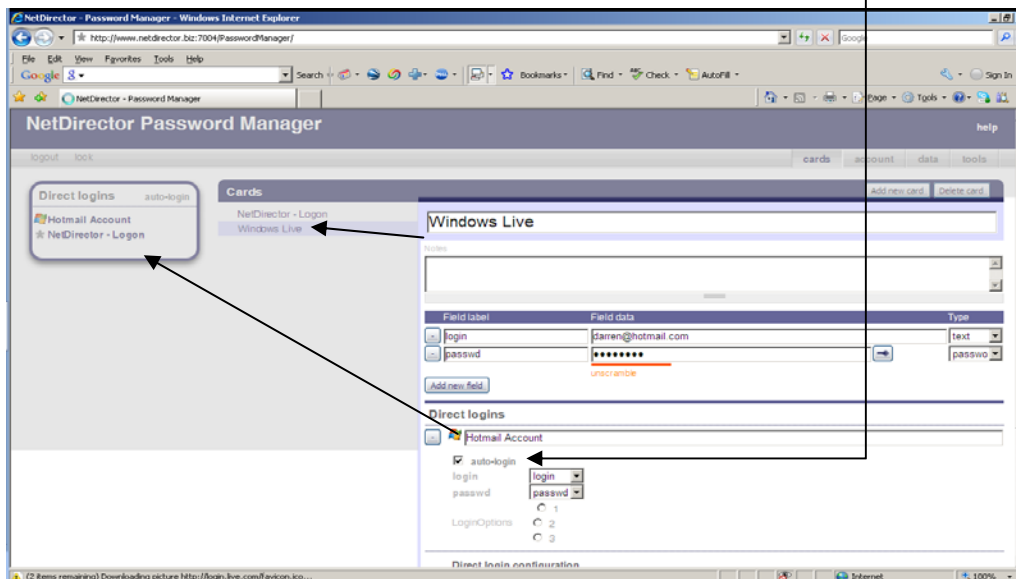 NetDirector - Password Manager - Windows Internet Explorer
http://www.netdirector.biz:7004/PasswordManager/
Google
File Edit View Favorites Tools Help
Google Search Bookmarks Find Check AutoFill Sign In
NetDirector - Password Manager Page Tools
NetDirector Password Manager
help
logout look cards account data tools
Direct logins auto-login
Hotmail Account
NetDirector - Logon
Cards Add new card Delete card
NetDirector - Logon
Windows Live
Windows Live
Notes
Field label Field data Type
- login darren@hotmail.com text
- passwd •••••••• passwo
unscramble
Add new field
Direct logins
- Hotmail Account
auto-login
login login
passwd passwd
1
LoginOptions 2
3
Direct login configuration
(2 items remaining) Downloading picture http://login.live.com/favicon.ico... Internet 100%